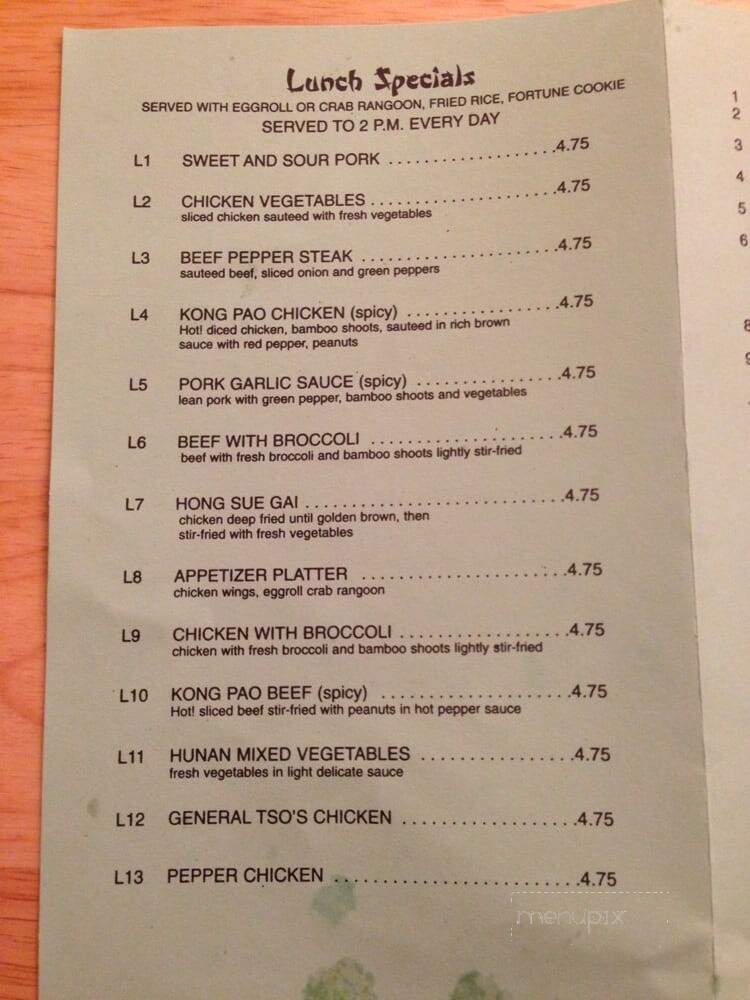 Lunch Specials
SERVED WITH EGGROLL OR CRAB RANGOON, FRIED RICE, FORTUNE COOKIE
SERVED TO 2 P.M. EVERY DAY
L1 SWEET AND SOUR PORK ....................4.75
L2 CHICKEN VEGETABLES ......................4.75
sliced chicken sauteed with fresh vegetables
L3 BEEF PEPPER STEAK .......................4.75
sauteed beef, sliced onion and green peppers
L4 KONG PAO CHICKEN (spicy) .................4.75
Hot! diced chicken, bamboo shoots, sauteed in rich brown
sauce with red pepper, peanuts
L5 PORK GARLIC SAUCE (spicy) ................4.75
lean pork with green pepper, bamboo shoots and vegetables
L6 BEEF WITH BROCCOLI .....................4.75
beef with fresh broccoli and bamboo shoots lightly stir-fried
L7 HONG SUE GAI ............................4.75
chicken deep fried until golden brown, then
stir-fried with fresh vegetables
L8 APPETIZER PLATTER ......................4.75
chicken wings, eggroll crab rangoon
L9 CHICKEN WITH BROCCOLI ..................4.75
chicken with fresh broccoli and bamboo shoots lightly stir-fried
L10 KONG PAO BEEF (spicy) ....................4.75
Hot! sliced beef stir-fried with peanuts in hot pepper sauce
L11 HUNAN MIXED VEGETABLES ................4.75
fresh vegetables in light delicate sauce
L12 GENERAL TSO'S CHICKEN ..................4.75
L13 PEPPER CHICKEN .........................4.75
1
2
3
4
5
6
8
menupix